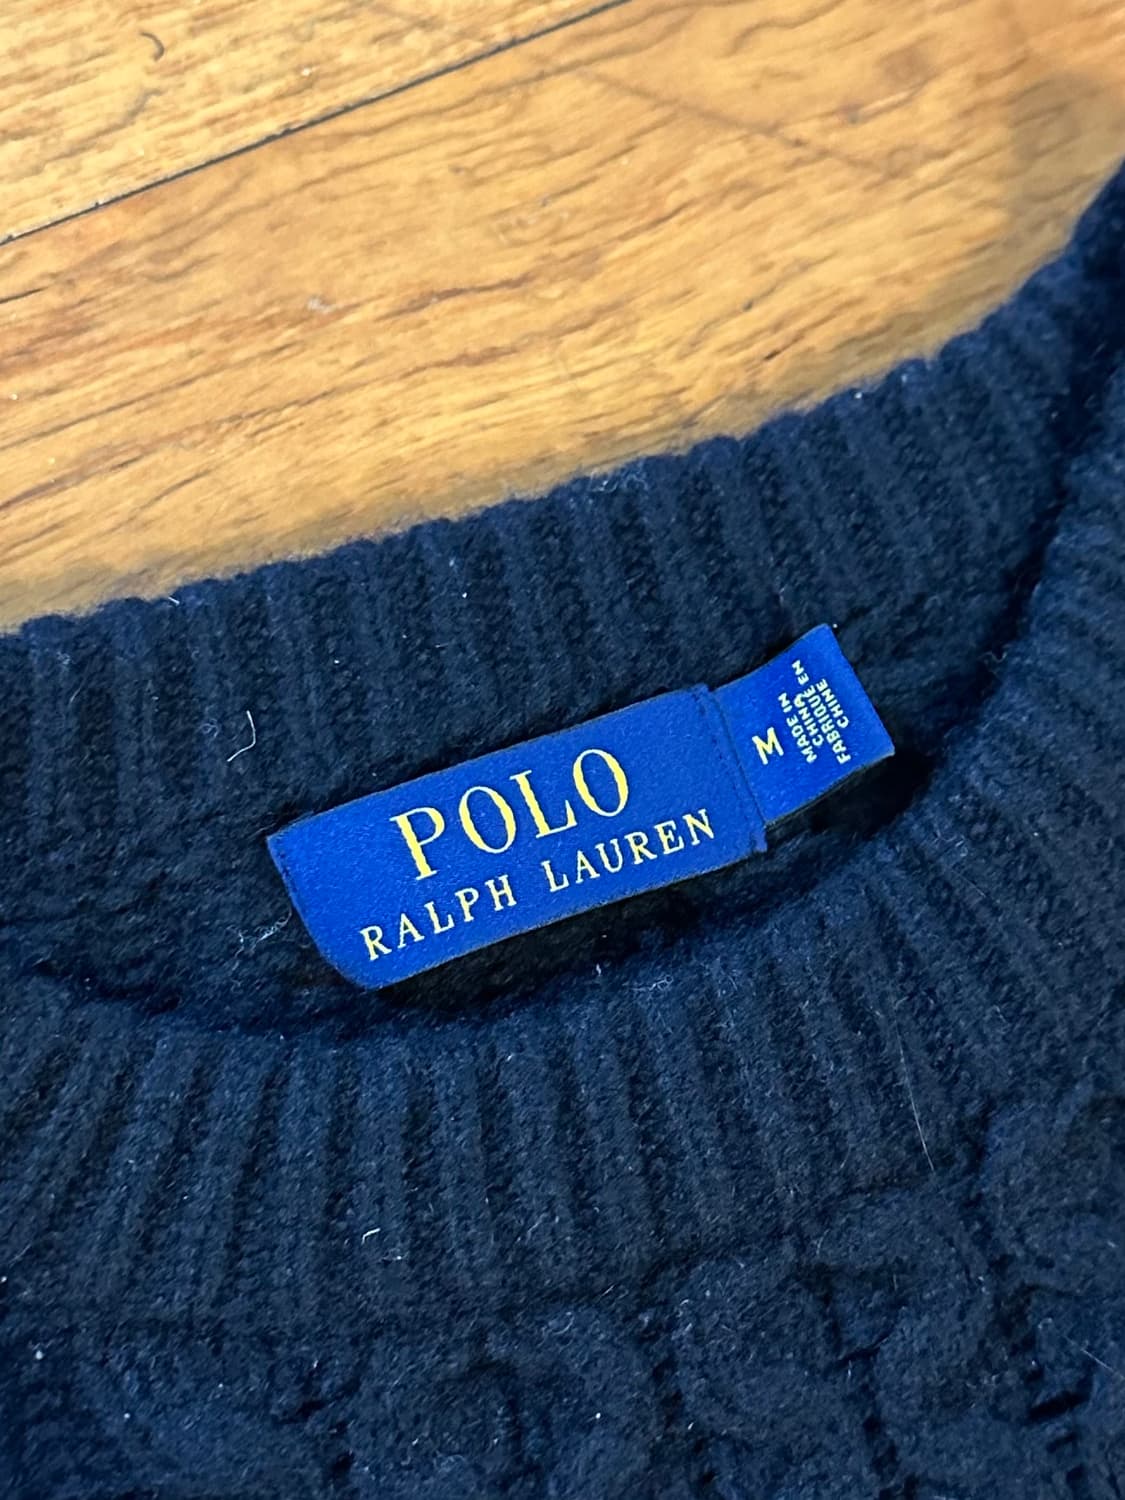 POLO
RALPH LAUREN
M
MADE IN
CHINA
FABRIQUÉ EN
CHINE